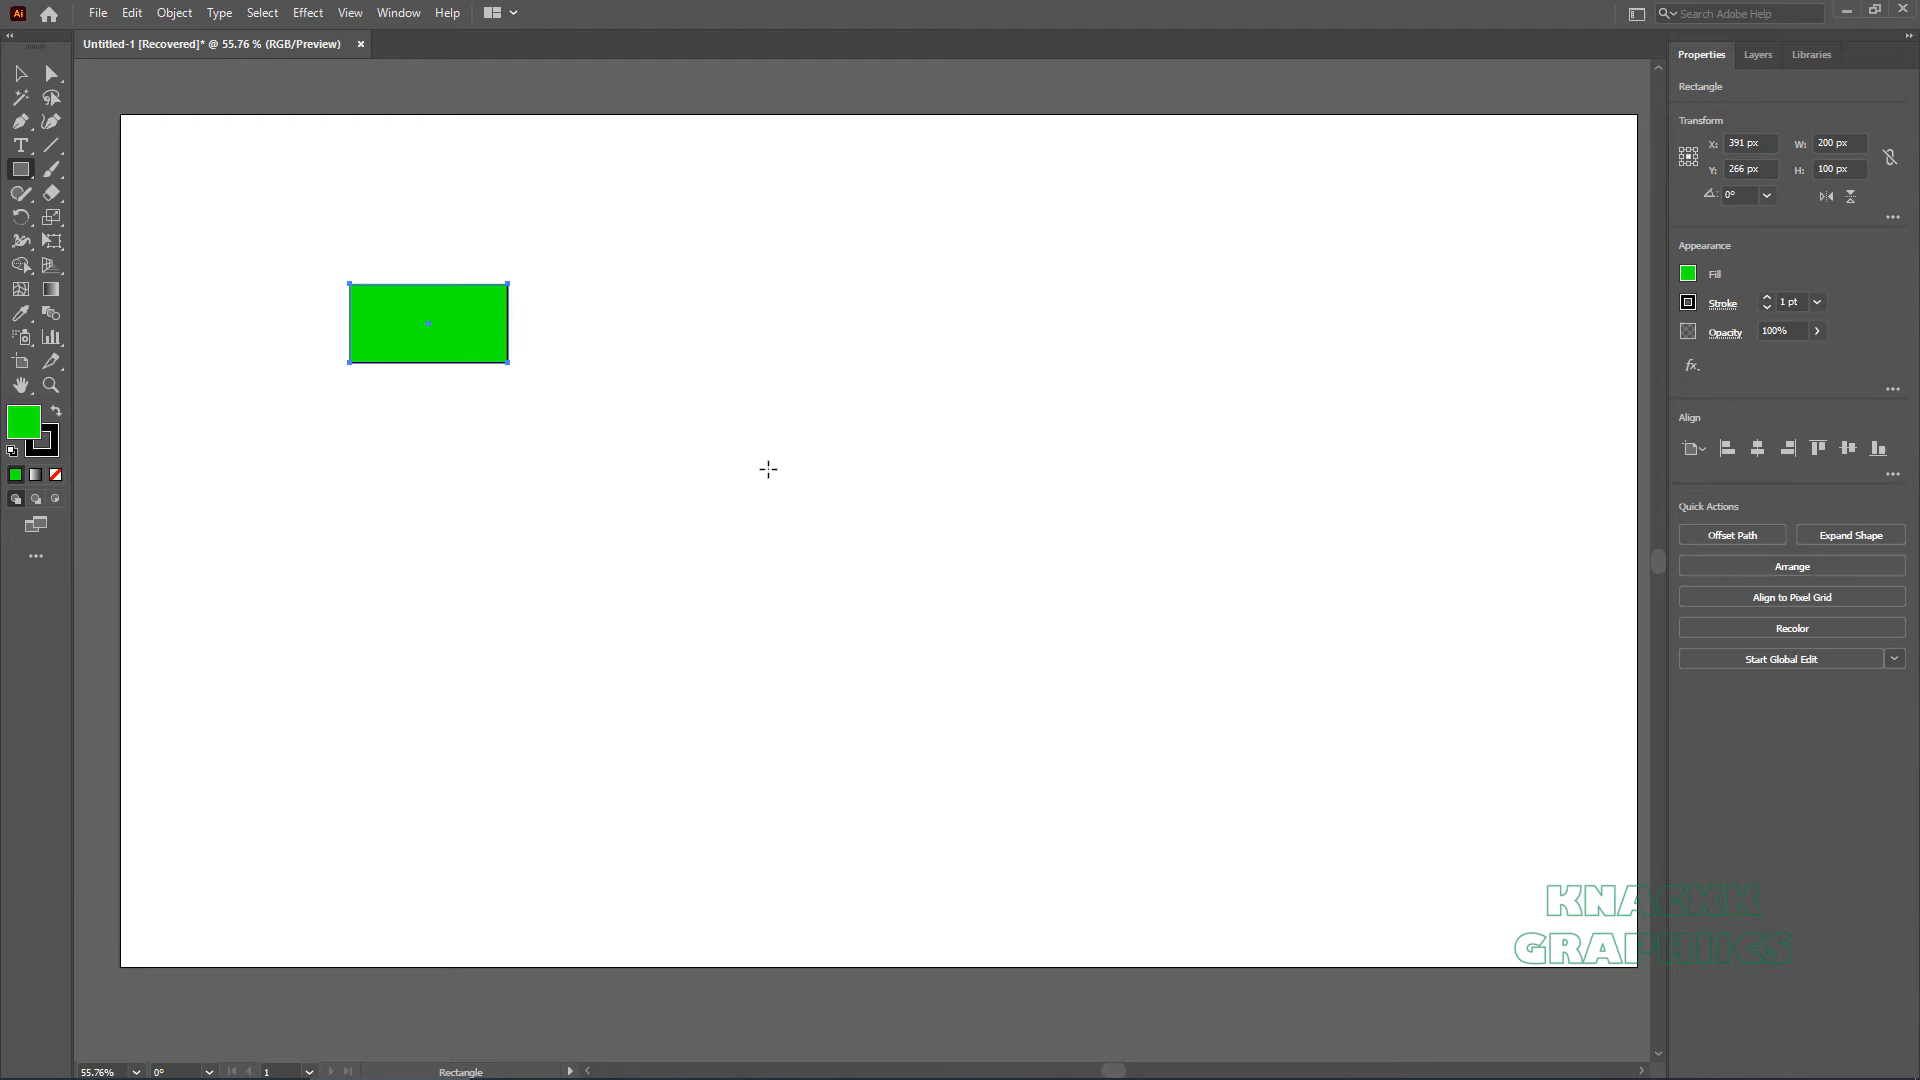 Ai File Edit Object Type Select Effect View Window Help Search Adobe Help
Untitled-1 [Recovered]* @ 55.76 % (RGB/Preview) ×
Properties Layers Libraries
Rectangle
Transform
X: 391 px W: 200 px
Y: 266 px H: 100 px
0°
Appearance
Fill
Stroke 1 pt
Opacity 100%
fx.
Align
Quick Actions
Offset Path Expand Shape
Arrange
Align to Pixel Grid
Recolor
Start Global Edit
KNACKK
GRAPHIICS
55.76% 0° 1 Rectangle